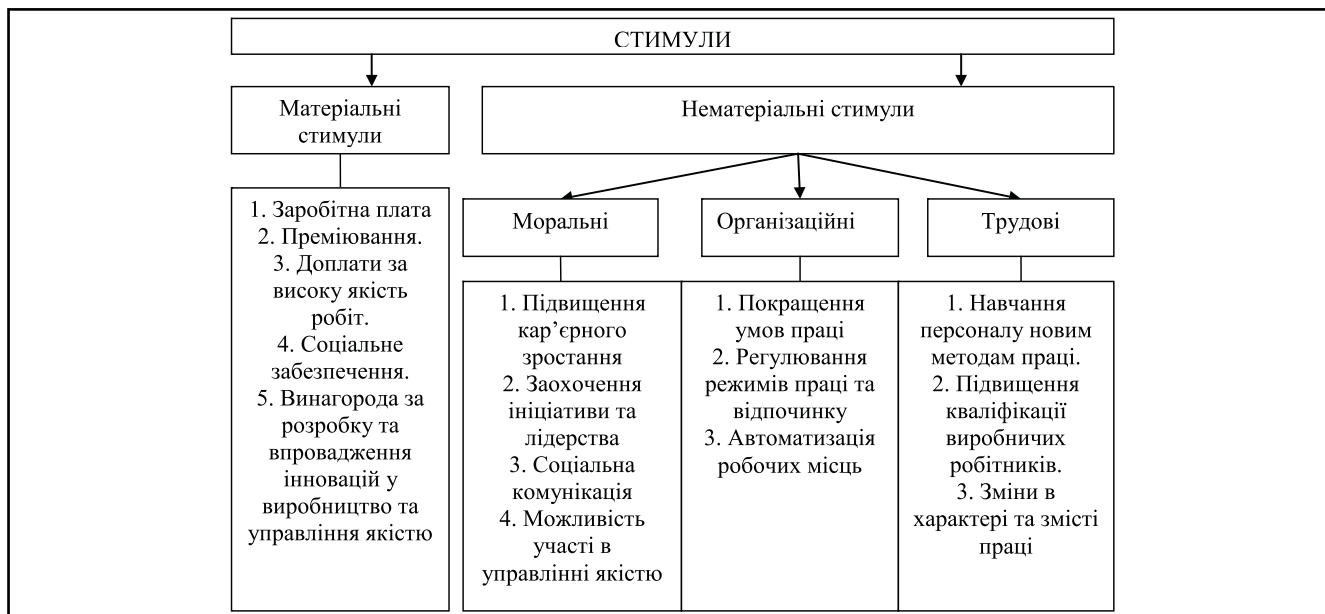 СТИМУЛИ
Матеріальні
стимули
Нематеріальні стимули
1. Заробітна плата
2. Преміювання.
3. Доплати за
високу якість
робіт.
4. Соціальне
забезпечення.
5. Винагорода за
розробку та
впровадження
інновацій у
виробництво та
управління якістю
Моральні
Організаційні
Трудові
1. Підвищення
кар’єрного
зростання
2. Заохочення
ініціативи та
лідерства
3. Соціальна
комунікація
4. Можливість
участі в
управлінні якістю
1. Покращення
умов праці
2. Регулювання
режимів праці та
відпочинку
3. Автоматизація
робочих місць
1. Навчання
персоналу новим
методам праці.
2. Підвищення
кваліфікації
виробничих
робітників.
3. Зміни в
характері та змісті
праці